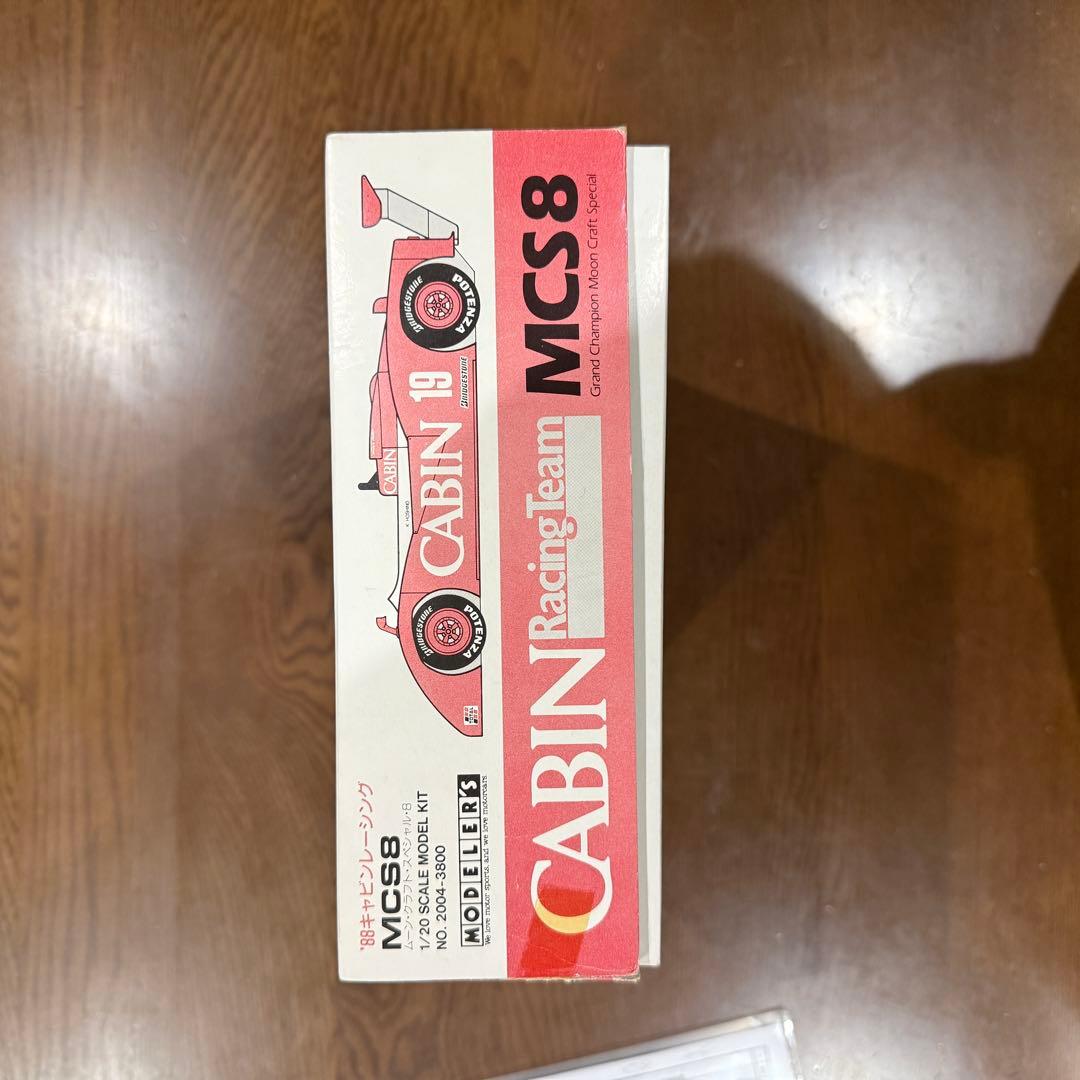 '88キャビンレーシング
MCS8
ムーン・クラフト・スペシャル・8
1/20 SCALE MODEL KIT
NO. 2004-3800
MODELER'S
We love motor sports, and we love motorcars.
CABIN
K. HOSHINO
CABIN 19
BRIDGESTONE
POTENZA
BRIDGESTONE
POTENZA
BRIDGESTONE
TOTAL
CABIN Racing Team MCS8
Grand Champion Moon Craft Special